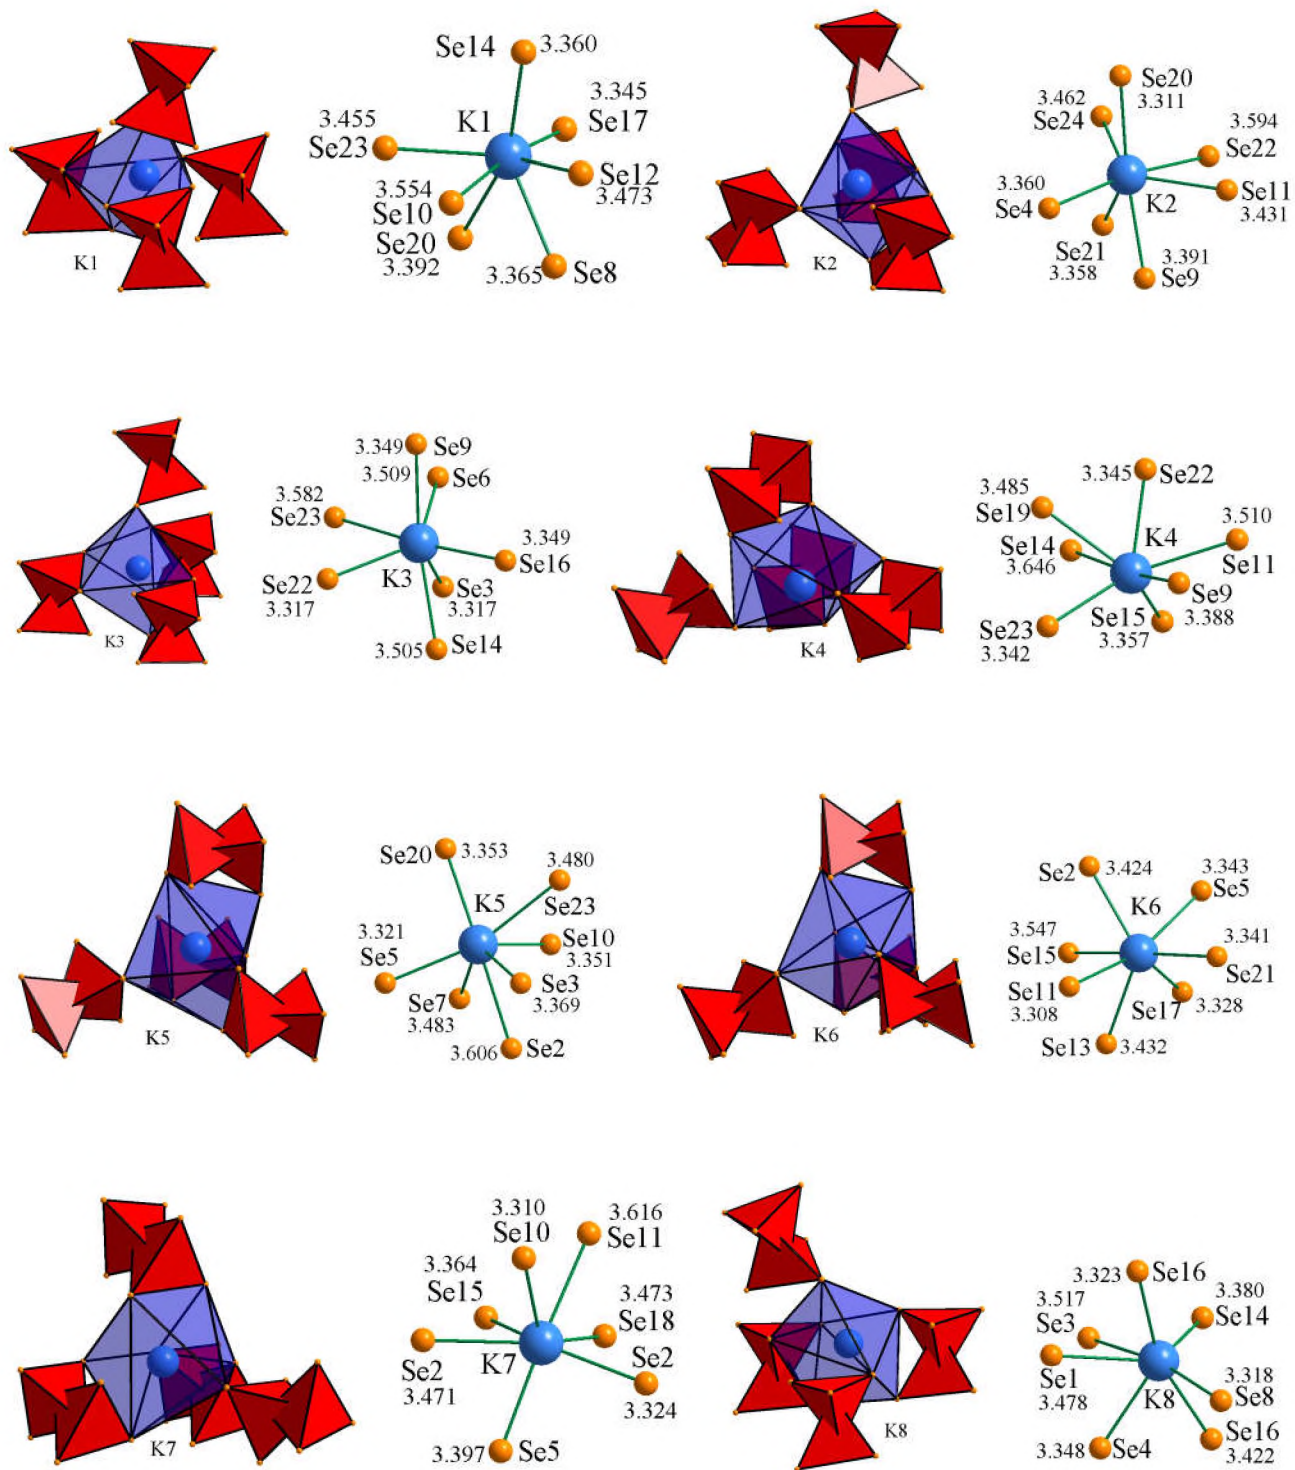 Se14 3.360
3.345
K1 Se17
3.455
Se23
Se12
3.473
3.554
Se10
Se20
3.392
3.365 Se8
K1
Se20
3.311
3.462
Se24
3.594
Se22
3.360
Se4
Se11
3.431
K2
Se21
3.358
3.391
Se9
K2
3.349 Se9
3.509 Se6
3.582
Se23
3.349
Se16
K3
Se22
3.317
Se3
3.317
3.505 Se14
K3
3.345 Se22
3.485
Se19
3.510
Se11
K4
Se14
3.646
Se9
3.388
Se15
3.357
Se23
3.342
K4
Se20 3.353
3.480
Se23
K5
3.321
Se5
Se10
3.351
Se3
3.369
Se7
3.483
3.606 Se2
K5
Se2 3.424
3.343
Se5
K6
3.547
Se15
3.341
Se21
Se11
3.308
Se17 3.328
Se13 3.432
K6
3.310
Se10
3.616
Se11
3.364
Se15
3.473
Se18
Se2
3.471
K7
Se2
3.324
3.397 Se5
K7
3.323 Se16
3.517
Se3
3.380
Se14
Se1
3.478
3.318
Se8
K8
Se16
3.422
3.348 Se4
K8